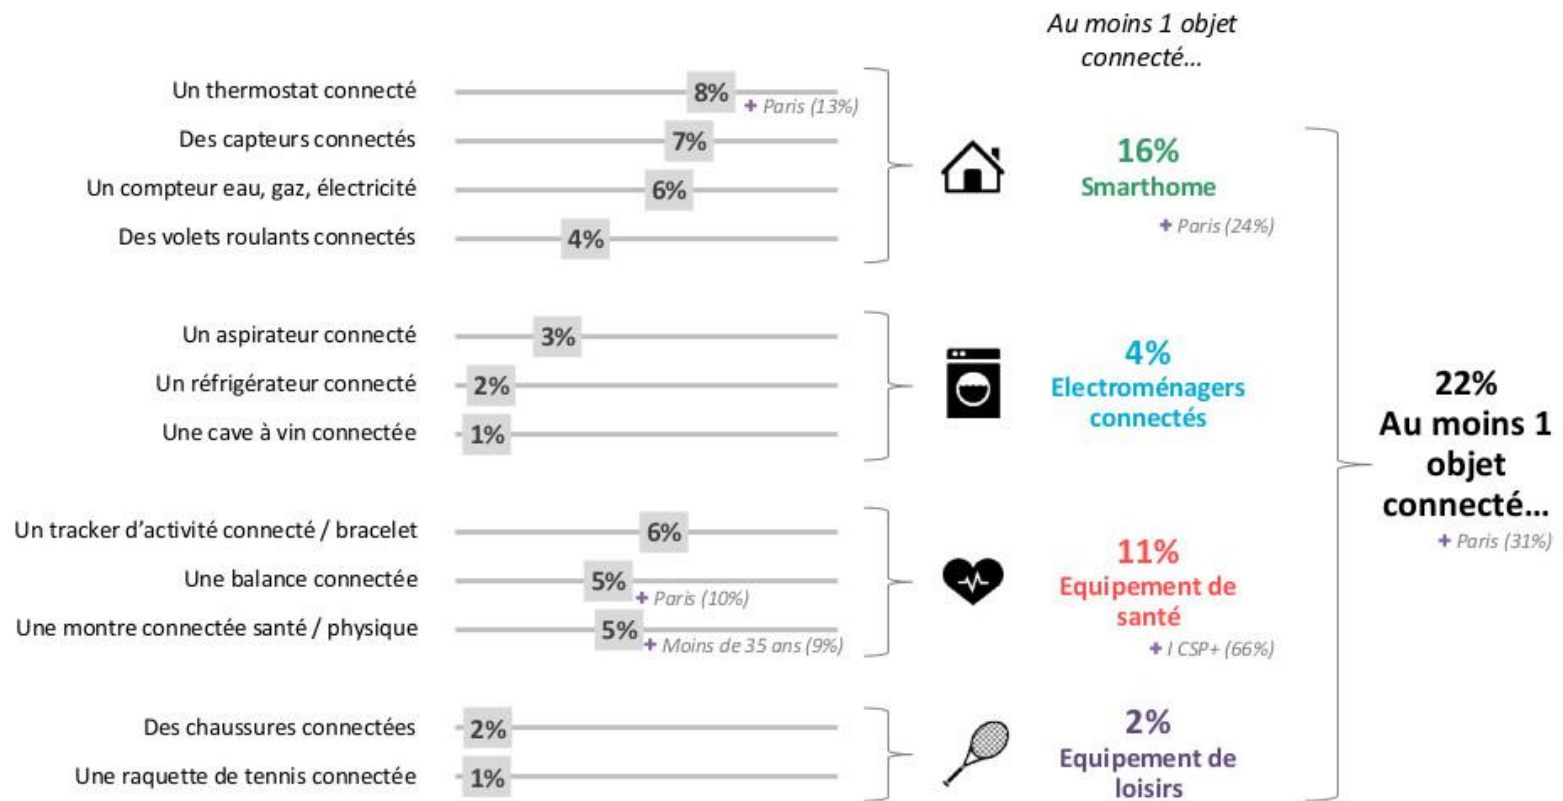 Au moins 1 objet
connecté...
Un thermostat connecté
8%
+ Paris (13%)
Des capteurs connectés
7%
Un compteur eau, gaz, électricité
6%
Des volets roulants connectés
4%
16%
Smarthome
+ Paris (24%)
Un aspirateur connecté
3%
Un réfrigérateur connecté
2%
Une cave à vin connectée
1%
4%
Electroménagers
connectés
Un tracker d'activité connecté / bracelet
6%
Une balance connectée
5%
+ Paris (10%)
Une montre connectée santé / physique
5%
+ Moins de 35 ans (9%)
11%
Equipement de
santé
+ I CSP+ (66%)
Des chaussures connectées
2%
Une raquette de tennis connectée
1%
2%
Equipement de
loisirs
22%
Au moins 1
objet
connecté...
+ Paris (31%)